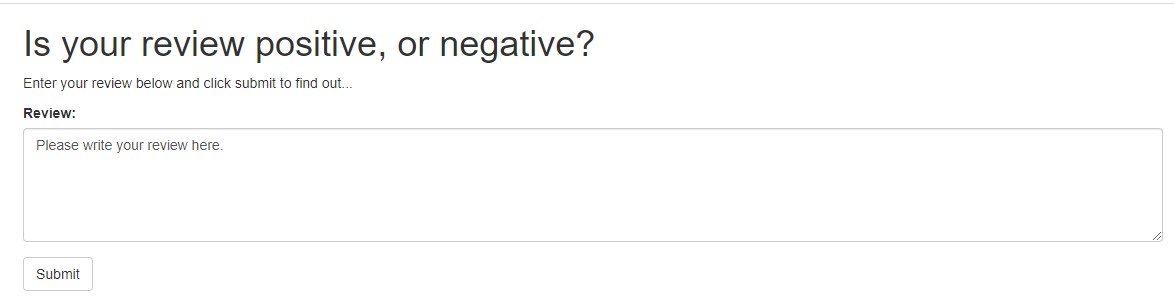 Is your review positive, or negative?
Enter your review below and click submit to find out...
Review:
Please write your review here.
Submit